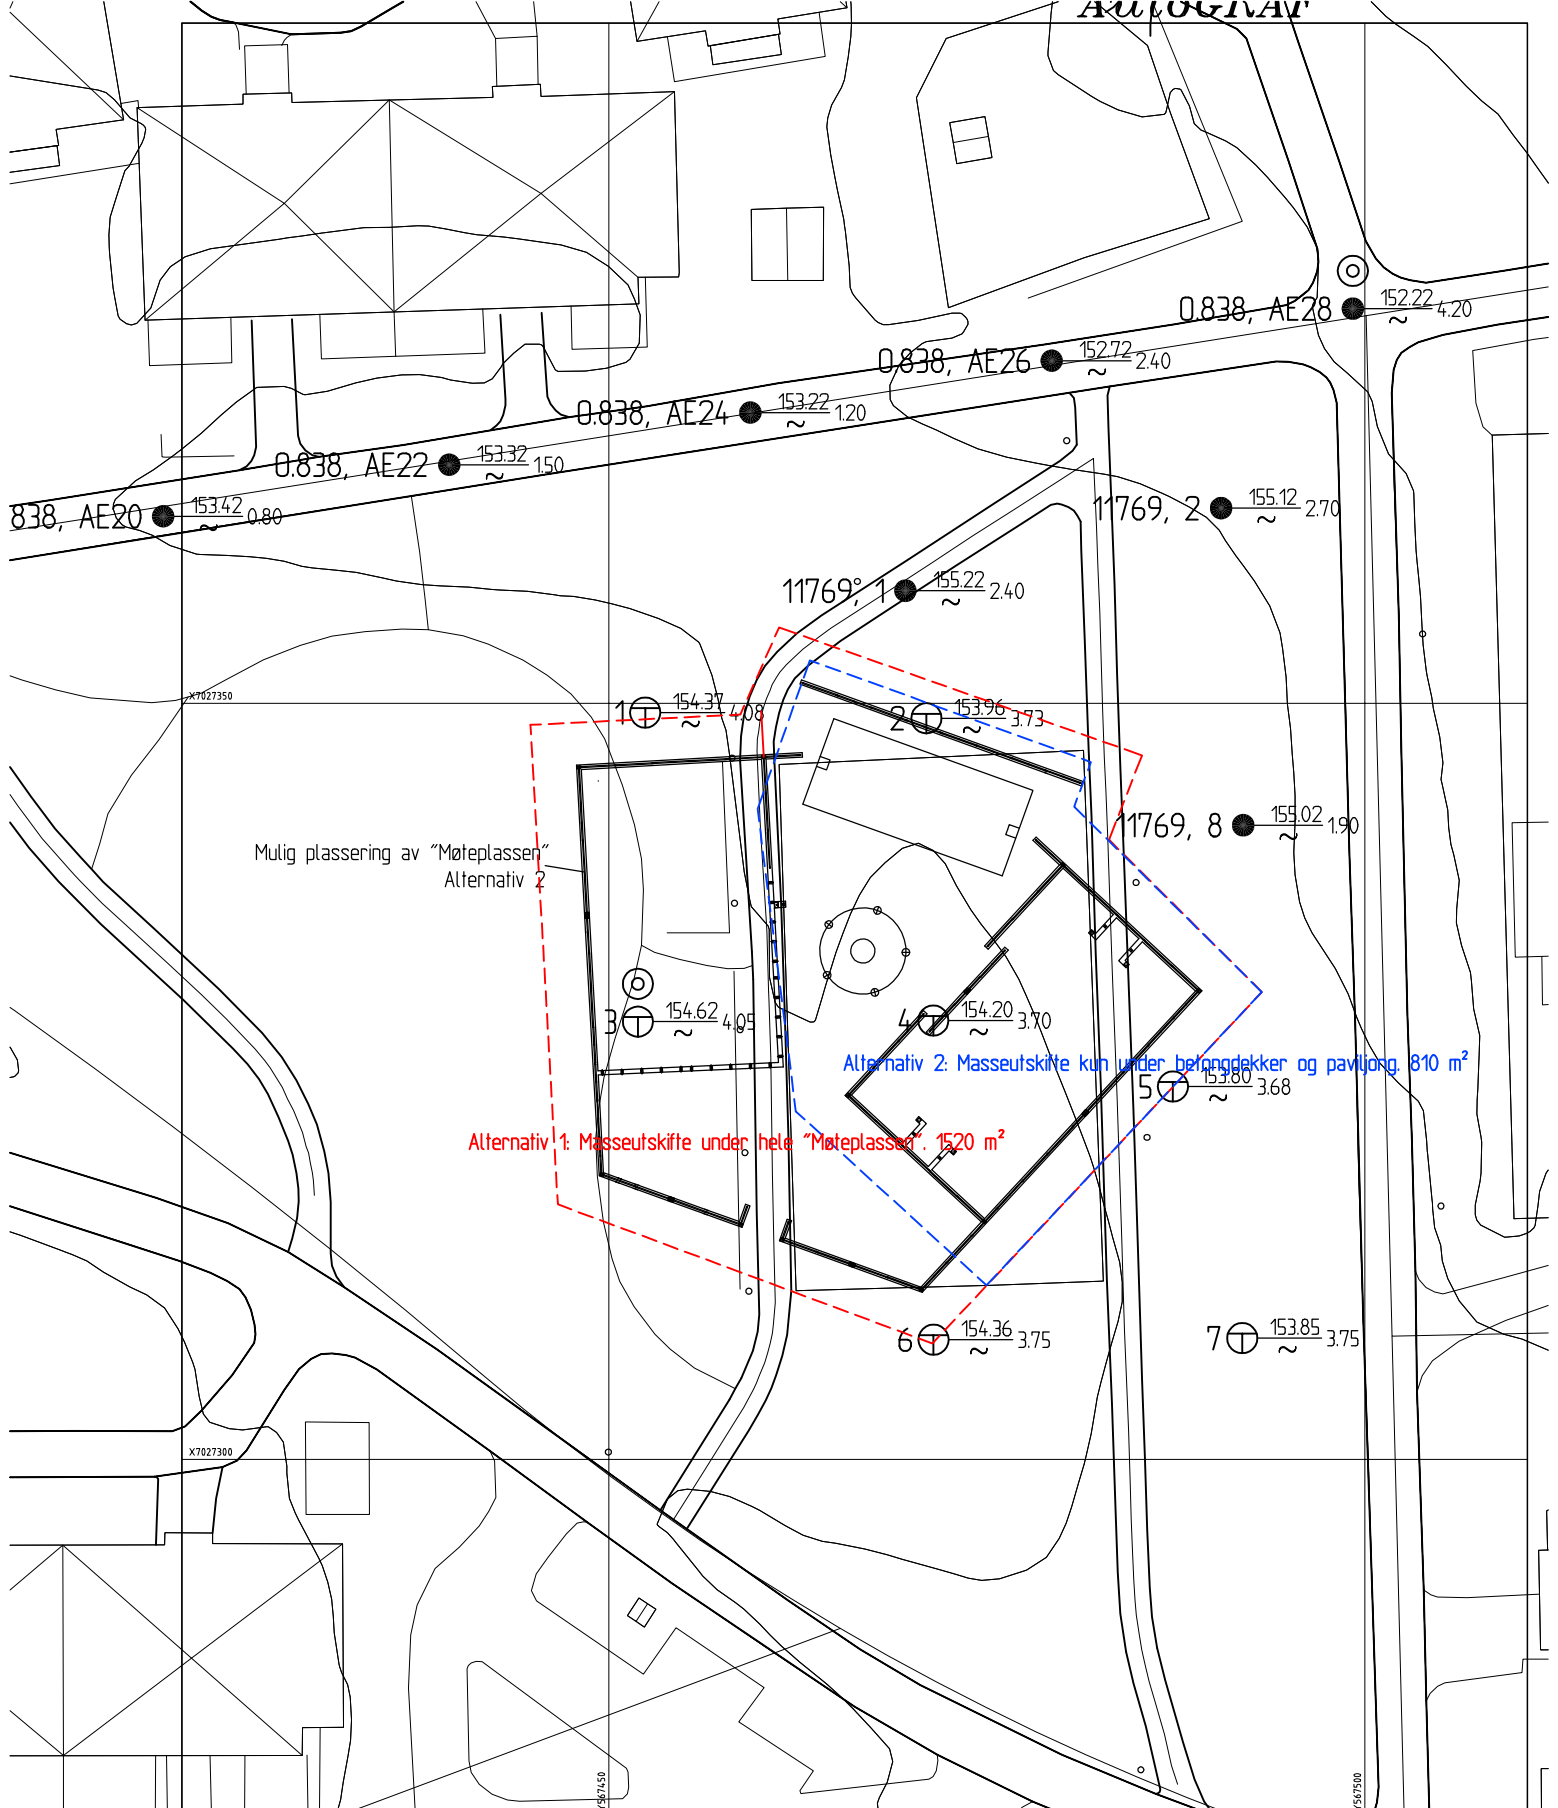 AutoGRAF
0.838, AE28 152.22 ~ 4.20
0.838, AE26 152.72 ~ 2.40
0.838, AE24 153.22 ~ 1.20
0.838, AE22 153.32 ~ 1.50
838, AE20 153.42 ~ 0.80
11769, 2 155.12 ~ 2.70
11769, 1 155.22 ~ 2.40
X7027350
1 154.37 ~ 4.08
2 153.96 ~ 3.73
11769, 8 155.02 ~ 1.90
Mulig plassering av "Møteplassen"
Alternativ 2
3 154.62 ~ 4.05
4 154.20 ~ 3.70
Alternativ 2: Masseutskifte kun under betongdekker og paviljong. 810 m²
5 153.80 ~ 3.68
Alternativ 1: Masseutskifte under hele "Møteplassen". 1520 m²
6 154.36 ~ 3.75
7 153.85 ~ 3.75
X7027300
Y567450
Y567500